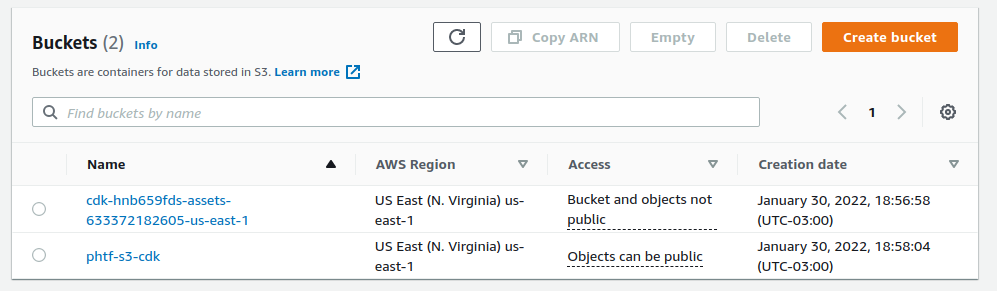 Buckets (2) Info
Copy ARN
Empty
Delete
Create bucket
Buckets are containers for data stored in S3. Learn more
Find buckets by name
1
Name
AWS Region
Access
Creation date
cdk-hnb659fds-assets-
633372182605-us-east-1
US East (N. Virginia) us-
east-1
Bucket and objects not
public
January 30, 2022, 18:56:58
(UTC-03:00)
phtf-s3-cdk
US East (N. Virginia) us-
east-1
Objects can be public
January 30, 2022, 18:58:04
(UTC-03:00)